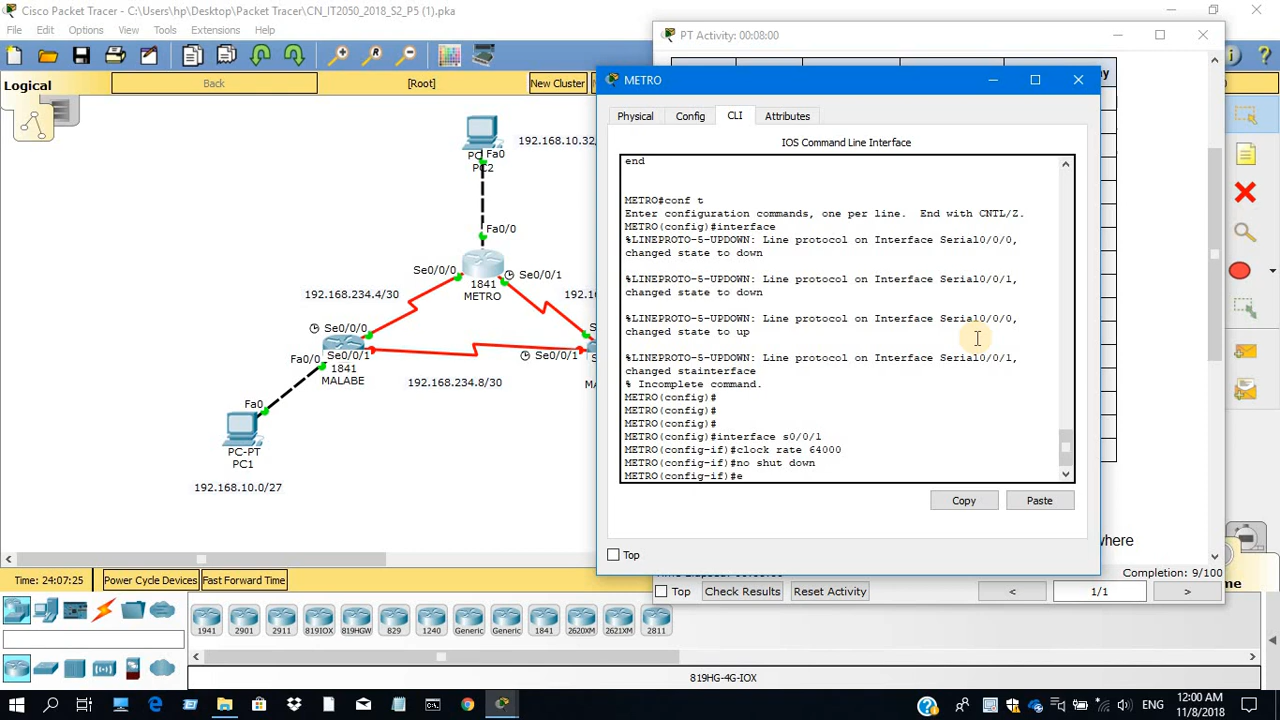 Cisco Packet Tracer - C:\Users\hp\Desktop\Packet Tracer\CN_IT2050_2018_S2_P5 (1).pka
File Edit View Tools Options Extensions Help
Logical
Back
[Root]
New Cluster
PT Activity: 00:08:00
METRO
Physical Config CLI Attributes
IOS Command Line Interface
end
METRO#conf t
Enter configuration commands, one per line. End with CNTL/Z.
METRO(config)#interface
%LINEPROTO-5-UPDOWN: Line protocol on Interface Serial0/0/0,
changed state to down
%LINEPROTO-5-UPDOWN: Line protocol on Interface Serial0/0/1,
changed state to down
%LINEPROTO-5-UPDOWN: Line protocol on Interface Serial0/0/0,
changed state to up
%LINEPROTO-5-UPDOWN: Line protocol on Interface Serial0/0/1,
changed stainterface
% Incomplete command.
METRO(config)#
METRO(config)#
METRO(config)#
METRO(config)#interface s0/0/1
METRO(config-if)#clock rate 64000
METRO(config-if)#no shut down
METRO(config-if)#e
Copy Paste
Top
192.168.10.32/
Fa0
PC2
Fa0/0
Se0/0/0
Se0/0/1
1841
METRO
192.168.234.4/30
192.16
Se0/0/0
Fa0/0
Se0/0/1
1841
MALABE
Se0/0/1
192.168.234.8/30
Fa0
PC-PT
PC1
192.168.10.0/27
where
Completion: 9/100
Top
Check Results
Reset Activity
<
1/1
>
Time: 24:07:25
Power Cycle Devices
Fast Forward Time
1941 2901 2911 819IOX 819HGW 829 1240 Generic Generic 1841 2620XM 2621XM 2811
819HG-4G-IOX
ENG
12:00 AM
11/8/2018